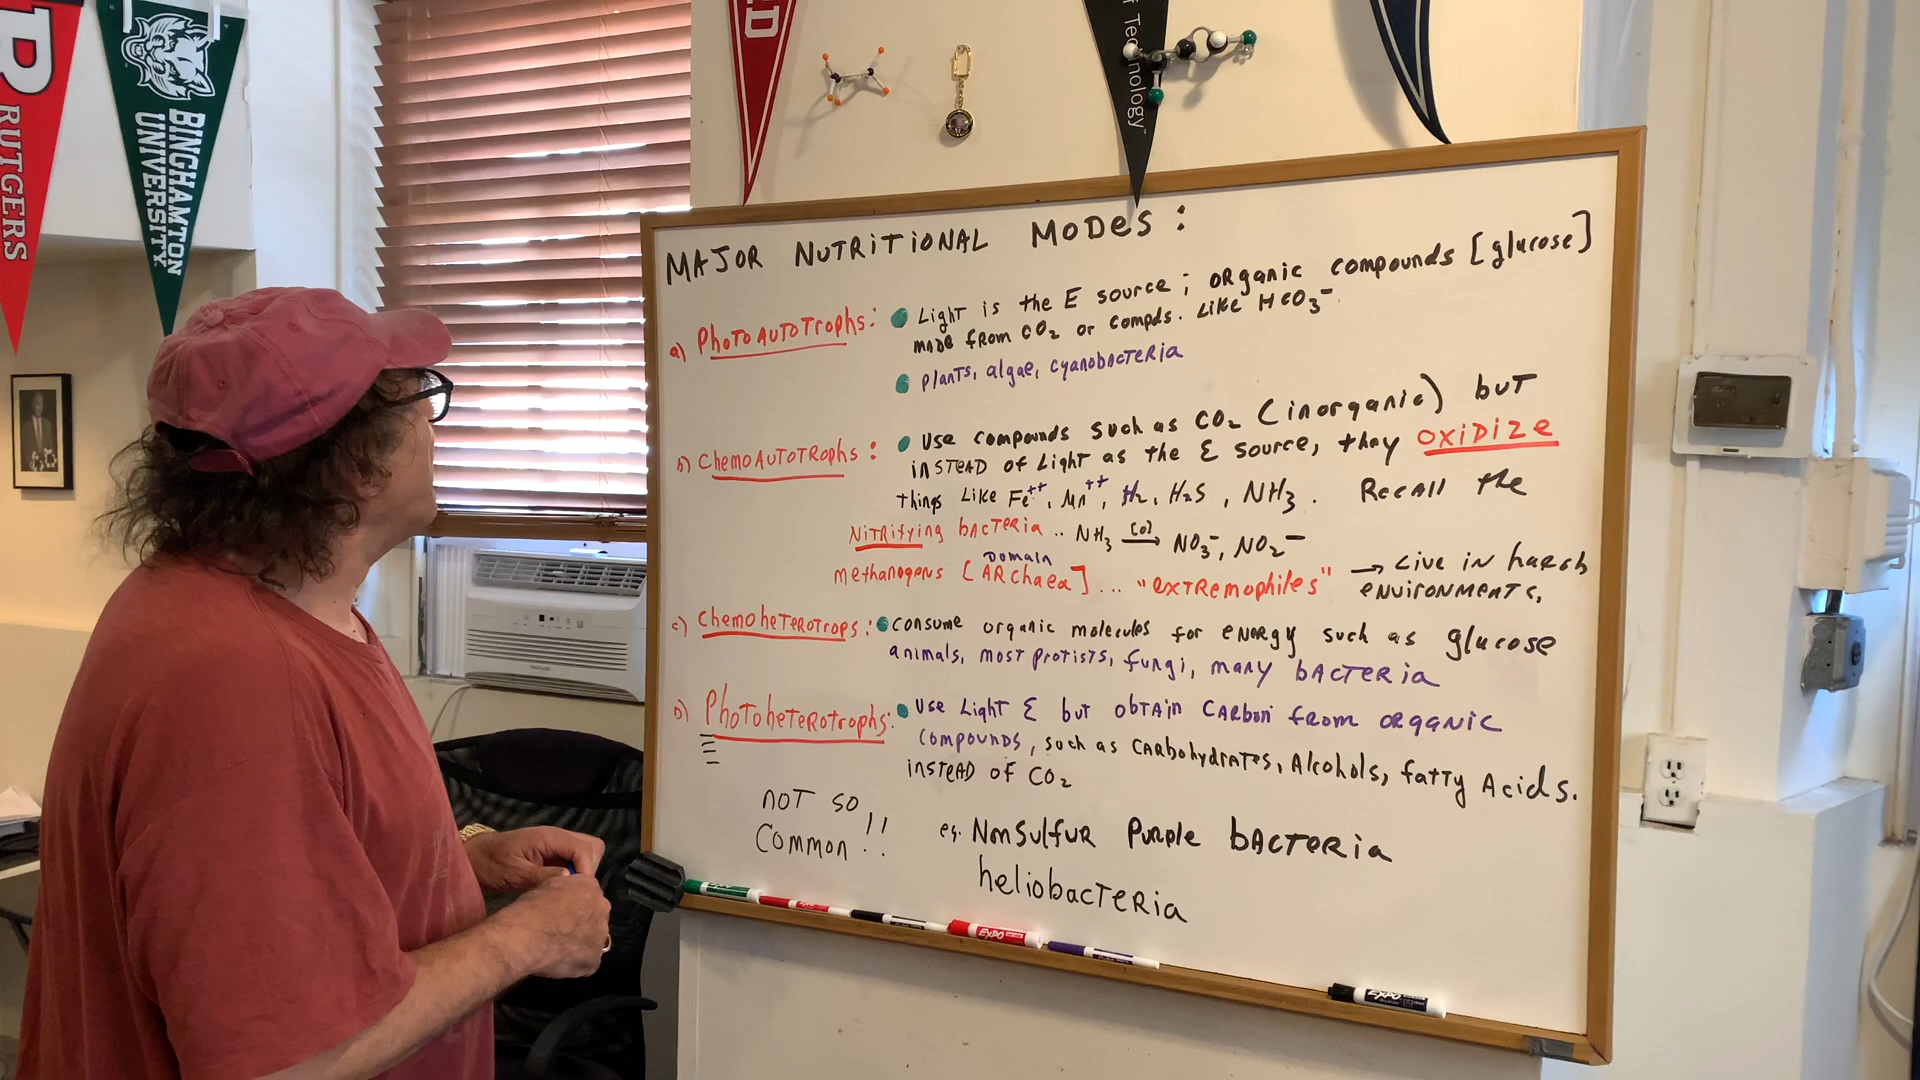 R
RUTGERS
BINGHAMTON
UNIVERSITY
D
f Technology
MAJOR NUTRITIONAL MODES:
a) PhotoAutoTrophs: Light is the E source; organic compounds [glucose]
made from CO₂ or compds. like HCO₃⁻
plants, algae, cyanobacteria
b) ChemoAutotrophs: Use compounds such as CO₂ (inorganic) but
instead of light as the E source, they oxidize
things like Fe⁺⁺, Mn⁺⁺, H₂, H₂S, NH₃. Recall the
Nitrifying bacteria .. NH₃ [O]→ NO₃⁻, NO₂⁻
Domain
methanogens [ARChaea]... "extremophiles" → Live in harsh
environments,
c) Chemoheterotrops: consume organic molecules for energy such as glucose
animals, most protists, fungi, many bacteria
D) Photoheterotrophs: Use Light E but obtain carbon from organic
compounds, such as carbohydrates, Alcohols, fatty Acids.
instead of CO₂
not so
common!!
eg. Nonsulfur Purple bacteria
heliobacteria
EXPO
EXPO